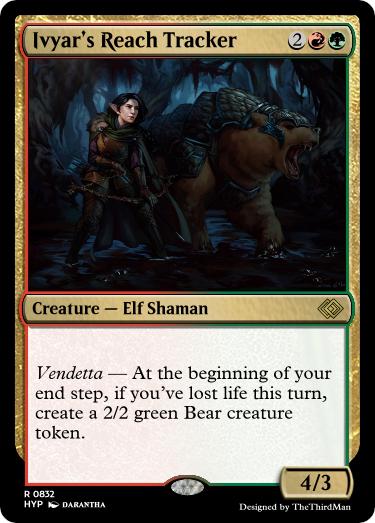 Ivyar's Reach Tracker 2
Creature — Elf Shaman
Vendetta — At the beginning of your
end step, if you've lost life this turn,
create a 2/2 green Bear creature
token.
4/3
R 0832
HYP DARANTHA
Designed by TheThirdMan